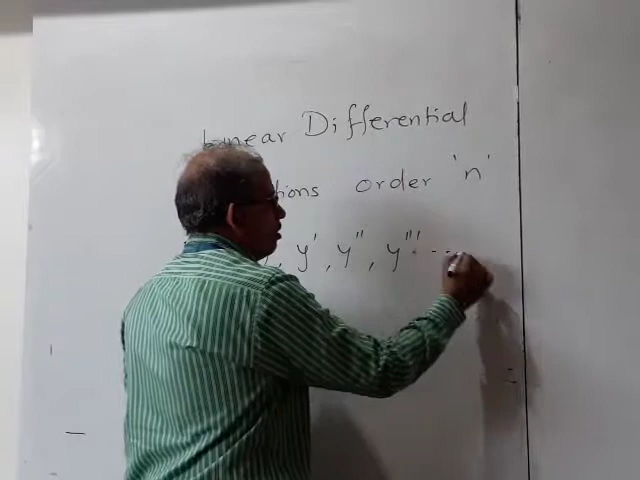 Linear Differential
tions order 'n'
, y', y'', y''' ---